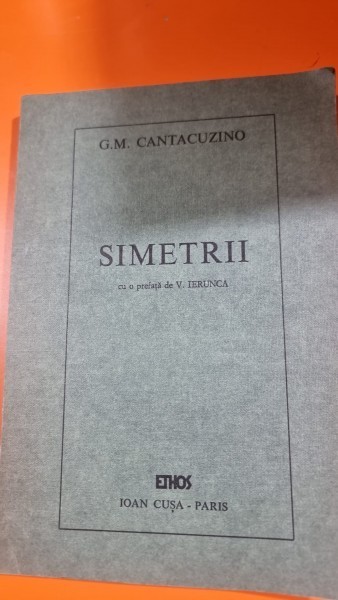 G.M. CANTACUZINO
SIMETRII
cu o prefață de V. IERUNCA
ETHOS
IOAN CUȘA - PARIS